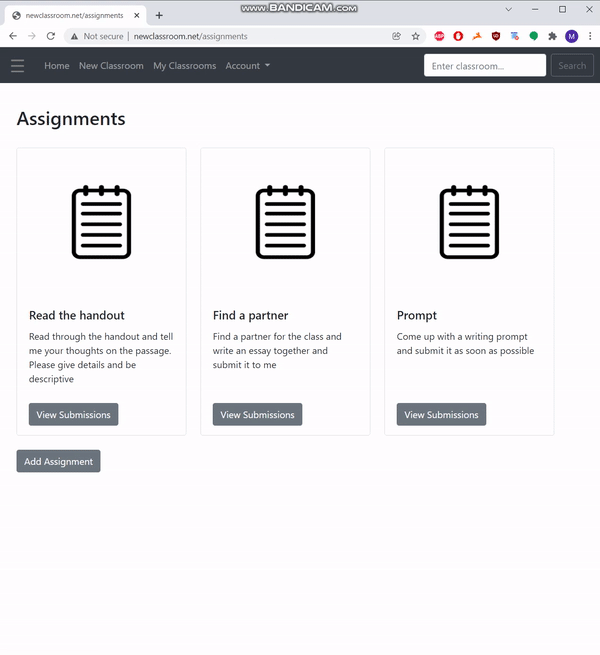 www.BANDICAM.com
newclassroom.net/assignments
Not secure | newclassroom.net/assignments
ABP
M
Home New Classroom My Classrooms Account
Enter classroom...
Search
Assignments
Read the handout
Read through the handout and tell
me your thoughts on the passage.
Please give details and be
descriptive
View Submissions
Find a partner
Find a partner for the class and
write an essay together and
submit it to me
View Submissions
Prompt
Come up with a writing prompt
and submit it as soon as possible
View Submissions
Add Assignment